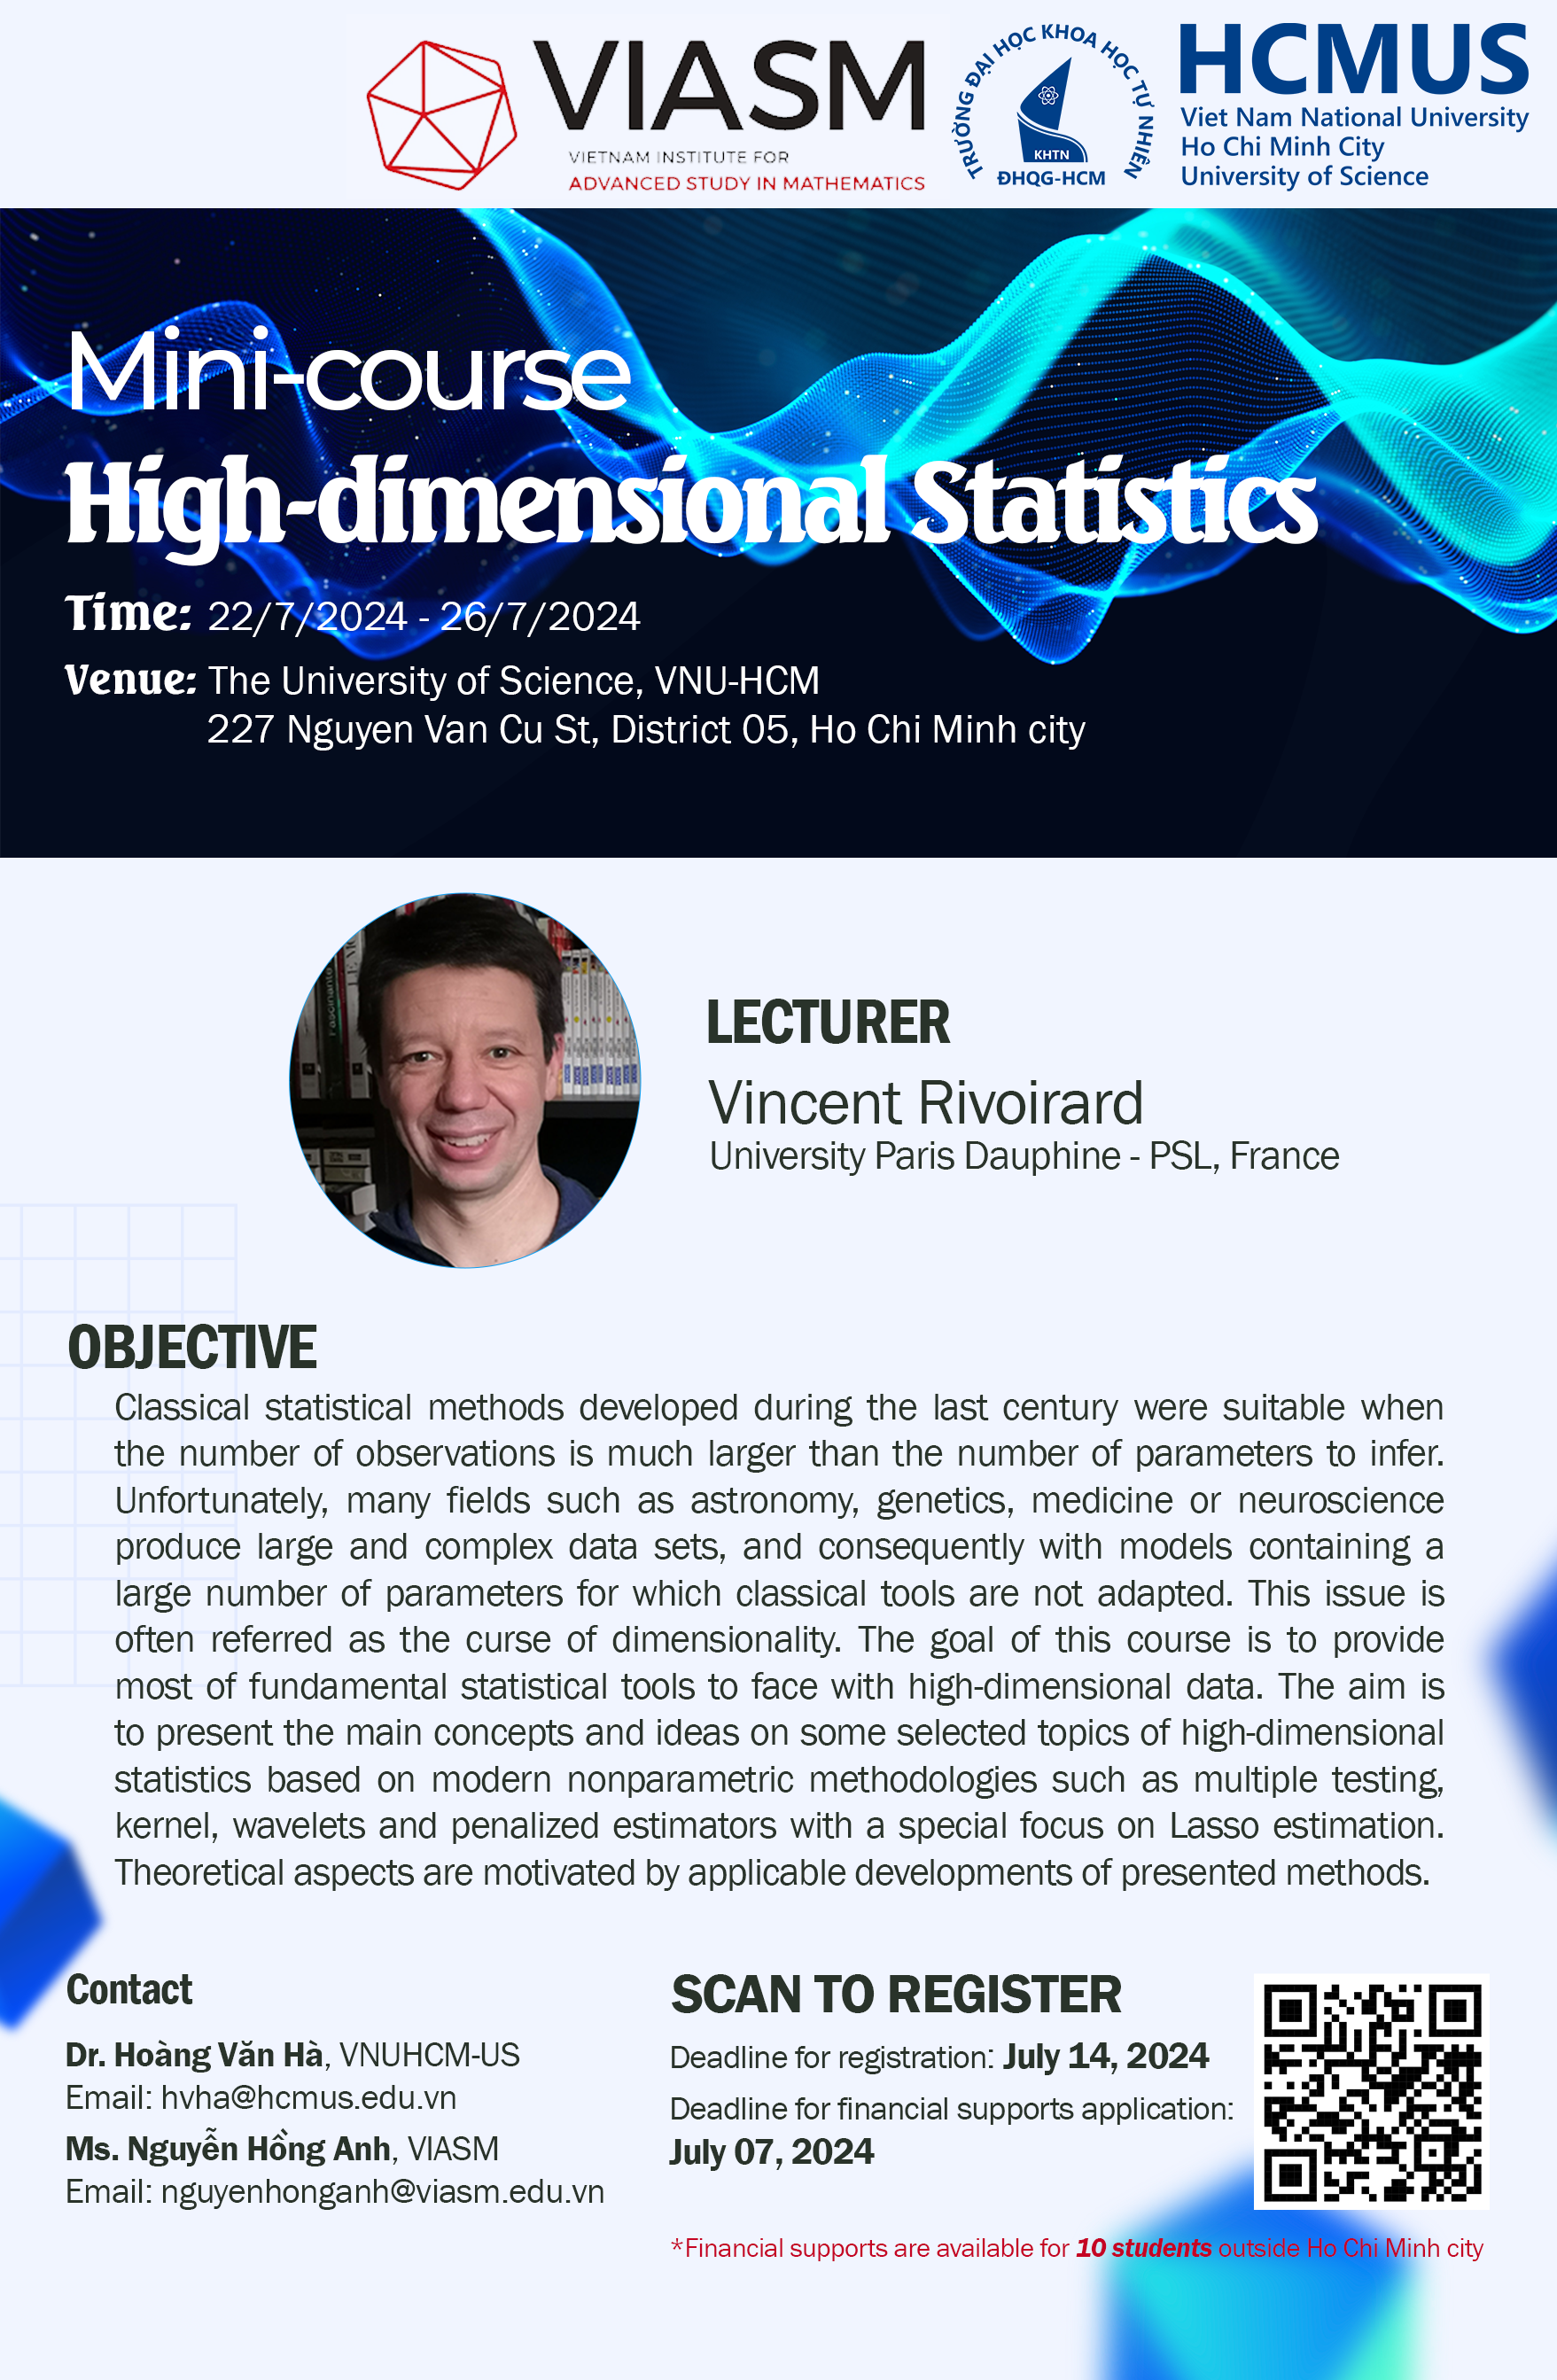 VIASM
VIETNAM INSTITUTE FOR
ADVANCED STUDY IN MATHEMATICS
TRƯỜNG ĐẠI HỌC KHOA HỌC TỰ NHIÊN
KHTN
ĐHQG-HCM
HCMUS
Viet Nam National University
Ho Chi Minh City
University of Science
Mini-course
High-dimensional Statistics
Time: 22/7/2024 - 26/7/2024
Venue: The University of Science, VNU-HCM
227 Nguyen Van Cu St, District 05, Ho Chi Minh city
LECTURER
Vincent Rivoirard
University Paris Dauphine - PSL, France
OBJECTIVE
Classical statistical methods developed during the last century were suitable when
the number of observations is much larger than the number of parameters to infer.
Unfortunately, many fields such as astronomy, genetics, medicine or neuroscience
produce large and complex data sets, and consequently with models containing a
large number of parameters for which classical tools are not adapted. This issue is
often referred as the curse of dimensionality. The goal of this course is to provide
most of fundamental statistical tools to face with high-dimensional data. The aim is
to present the main concepts and ideas on some selected topics of high-dimensional
statistics based on modern nonparametric methodologies such as multiple testing,
kernel, wavelets and penalized estimators with a special focus on Lasso estimation.
Theoretical aspects are motivated by applicable developments of presented methods.
Contact
Dr. Hoàng Văn Hà, VNUHCM-US
Email: hvha@hcmus.edu.vn
Ms. Nguyễn Hồng Anh, VIASM
Email: nguyenhonganh@viasm.edu.vn
SCAN TO REGISTER
Deadline for registration: July 14, 2024
Deadline for financial supports application:
July 07, 2024
*Financial supports are available for 10 students outside Ho Chi Minh city